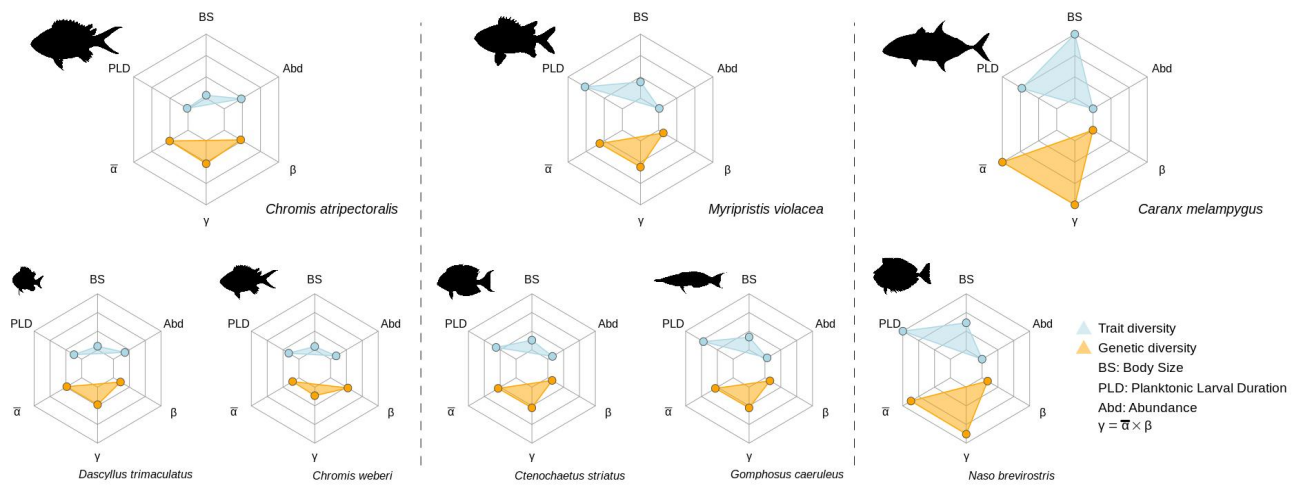 BS
PLD
Abd
ᾱ
β
γ
Chromis atripectoralis
BS
PLD
Abd
ᾱ
β
γ
Myripristis violacea
BS
PLD
Abd
ᾱ
β
γ
Caranx melampygus
BS
PLD
Abd
ᾱ
β
γ
Dascyllus trimaculatus
BS
PLD
Abd
ᾱ
β
γ
Chromis weberi
BS
PLD
Abd
ᾱ
β
γ
Ctenochaetus striatus
BS
PLD
Abd
ᾱ
β
γ
Gomphosus caeruleus
BS
PLD
Abd
ᾱ
β
γ
Naso brevirostris
Trait diversity
Genetic diversity
BS: Body Size
PLD: Planktonic Larval Duration
Abd: Abundance
γ = ᾱ × β